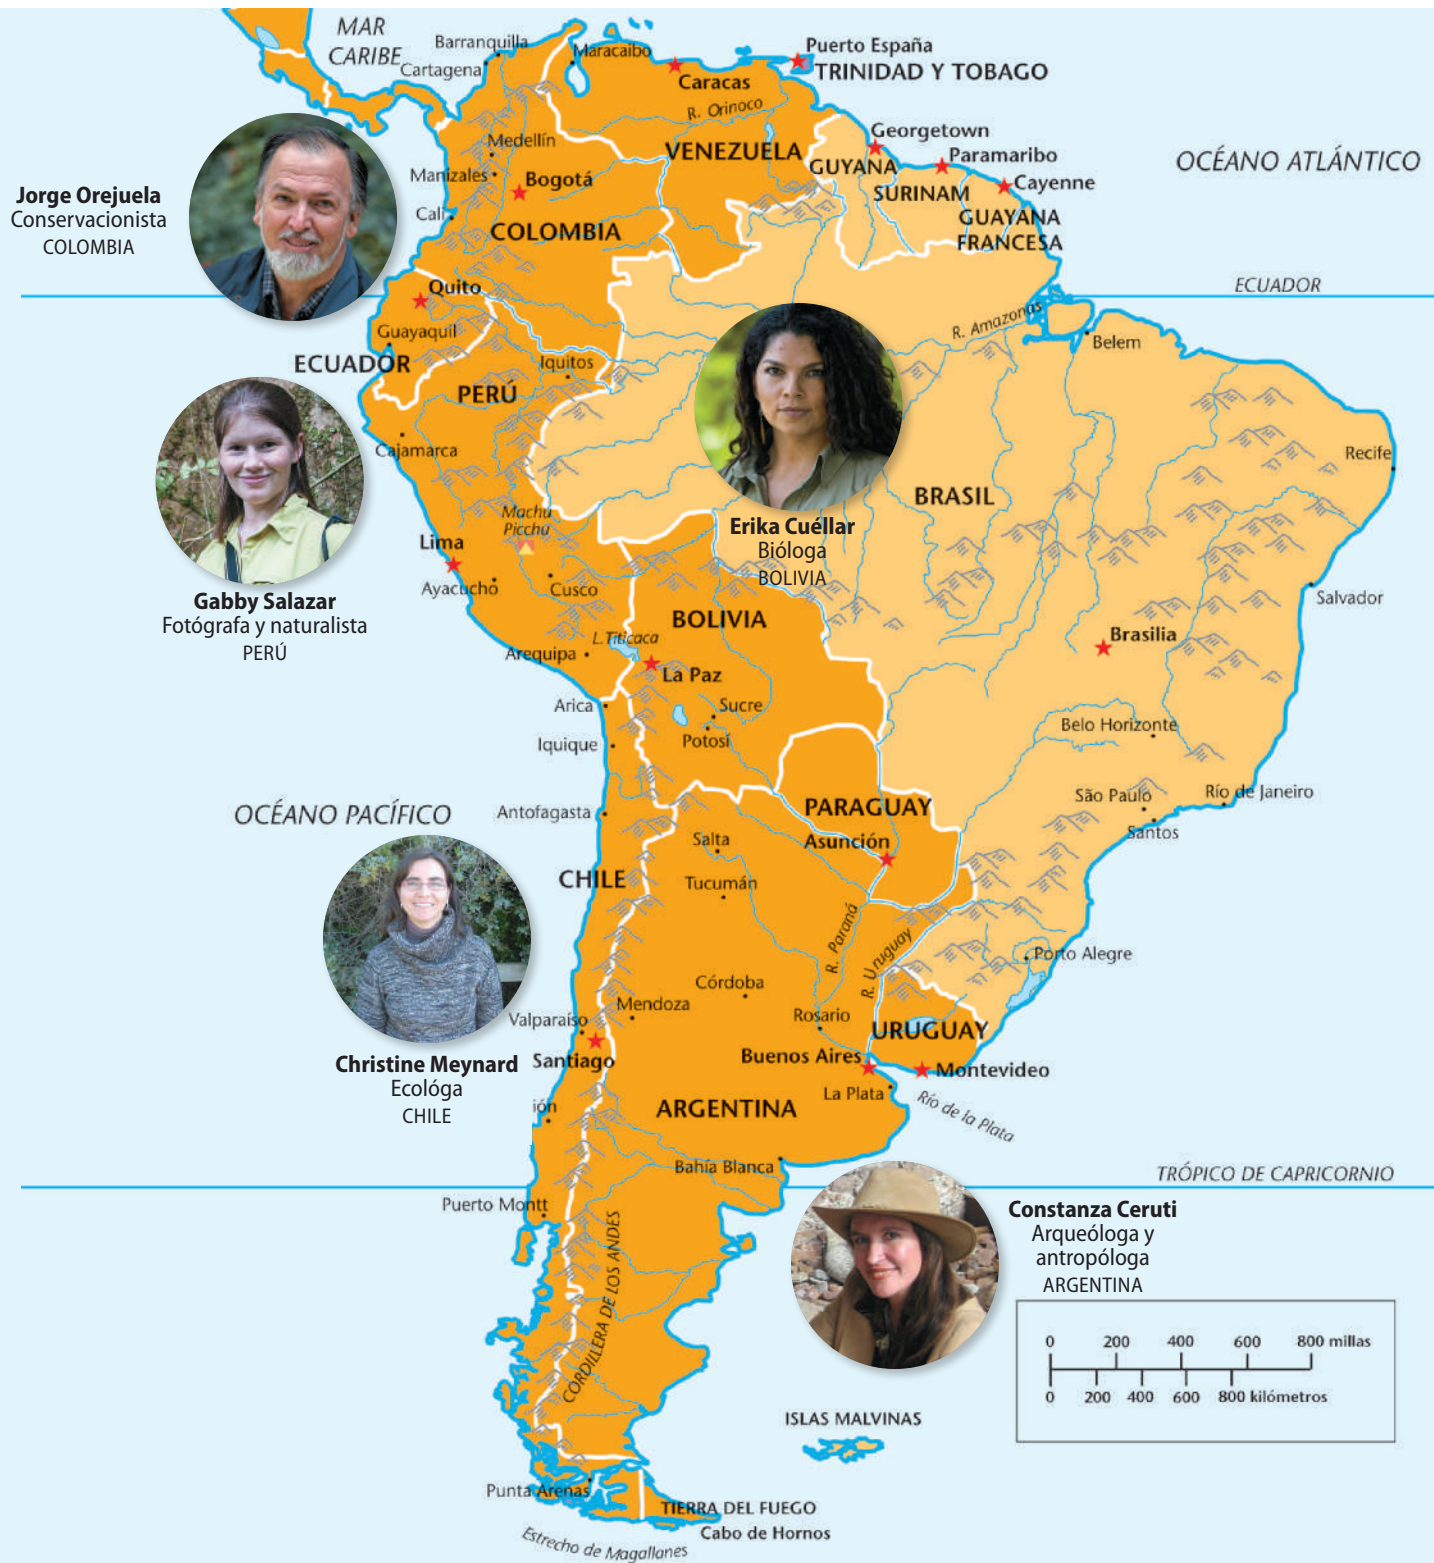 MAR
CARIBE
Barranquilla
Cartagena
Maracaibo
Caracas
Puerto España
TRINIDAD Y TOBAGO
R. Orinoco
Medellín
Manizales
Bogotá
Cali
COLOMBIA
VENEZUELA
Georgetown
GUYANA
Paramaribo
SURINAM
Cayenne
GUAYANA
FRANCESA
OCÉANO ATLÁNTICO
Jorge Orejuela
Conservacionista
COLOMBIA
Quito
ECUADOR
Guayaquil
ECUADOR
Iquitos
PERÚ
R. Amazonas
Belem
Cajamarca
Recife
BRASIL
Machu
Picchu
Erika Cuéllar
Bióloga
BOLIVIA
Lima
Ayacucho
Cusco
Gabby Salazar
Fotógrafa y naturalista
PERÚ
Salvador
BOLIVIA
L. Titicaca
Arequipa
Brasilia
La Paz
Arica
Sucre
Iquique
Potosí
Belo Horizonte
OCÉANO PACÍFICO
Antofagasta
PARAGUAY
Asunción
São Paulo
Río de Janeiro
Santos
Salta
CHILE
Tucumán
R. Paraná
R. Uruguay
Porto Alegre
Córdoba
Mendoza
Valparaíso
Rosario
URUGUAY
Santiago
Buenos Aires
Montevideo
Christine Meynard
Ecológa
CHILE
La Plata
Río de la Plata
ión
ARGENTINA
Bahía Blanca
TRÓPICO DE CAPRICORNIO
Puerto Montt
CORDILLERA DE LOS ANDES
Constanza Ceruti
Arqueóloga y
antropóloga
ARGENTINA
0 200 400 600 800 millas
0 200 400 600 800 kilómetros
ISLAS MALVINAS
Punta Arenas
TIERRA DEL FUEGO
Cabo de Hornos
Estrecho de Magallanes